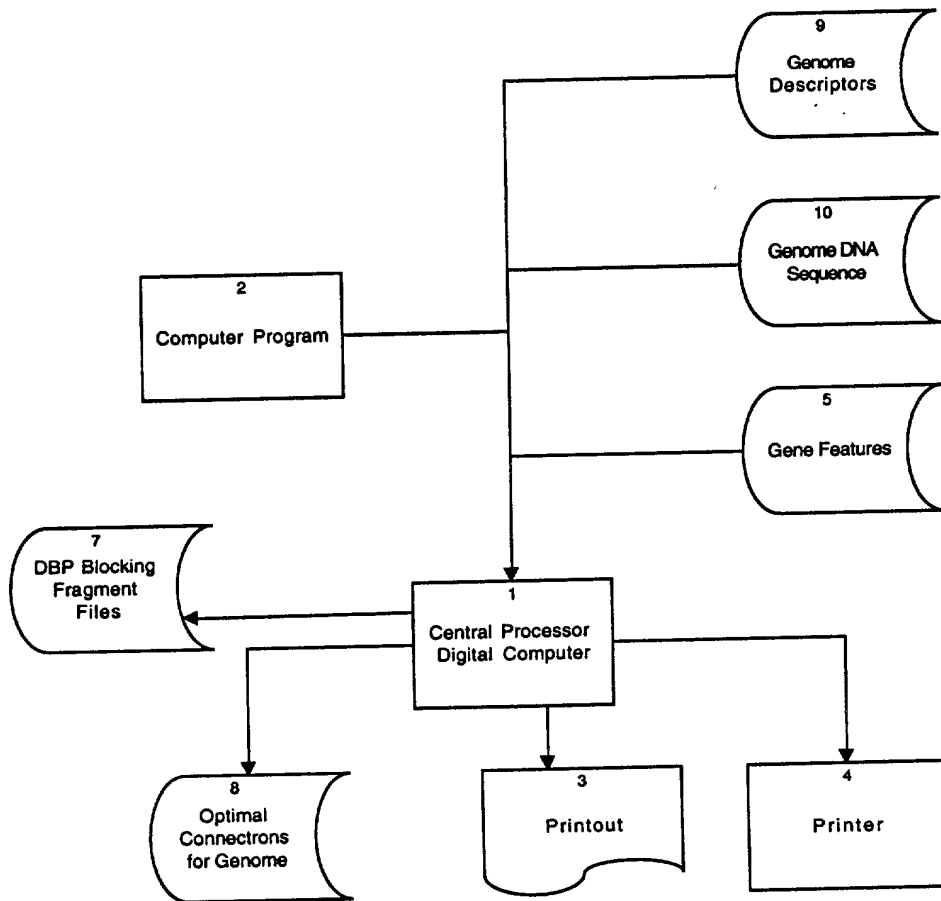 9
Genome
Descriptors
10
Genome DNA
Sequence
2
Computer Program
5
Gene Features
7
DBP Blocking
Fragment
Files
1
Central Processor
Digital Computer
8
Optimal
Connectrons
for Genome
3
Printout
4
Printer